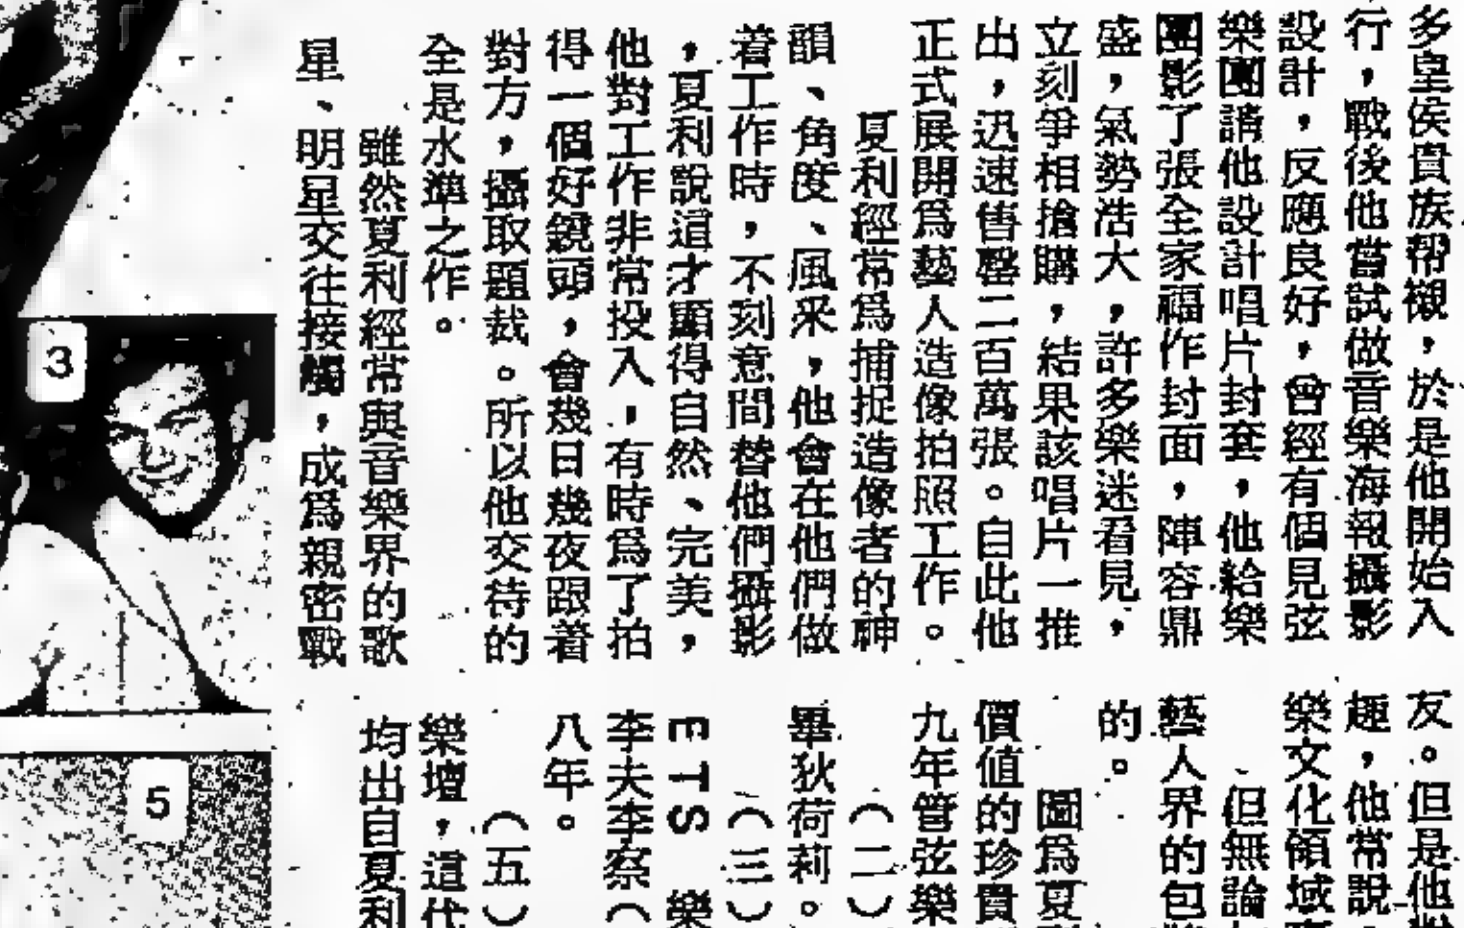 多皇侯貴族帮襯，於是他開始入
行，戰後他嘗試做音樂海報攝影
設計，反應良好，曾經有個見弦
樂團請他設計唱片封套，他給樂
團影了張全家福作封面，陣容鼎
盛，氣勢浩大，許多樂迷看見，
立刻爭相搶購，結果該唱片一推
出，迅速售罄二百萬張。自此他
正式展開爲藝人造像拍照工作。
夏利經常爲捕捉造像者的神
韻、角度、風采，他會在他們做
着工作時，不刻意間替他們攝影
，夏利說這才顯得自然、完美，
他對工作非常投入，有時爲了拍
得一個好鏡頭，會幾日幾夜跟着
對方，攝取題裁。所以他交待的
全是水準之作。
雖然夏利經常與音樂界的歌
星、明星交往接觸，成爲親密戰
友。但是他
趣，他常說
樂文化領域
但無論
藝人界的包
的。
圖爲夏
價值的珍貴
九年管弦樂
（二）
畢狄荷莉。
（三）
ETS 樂
李夫李察（
八年。
（五）
樂壇，這代
均出自夏利
3
5